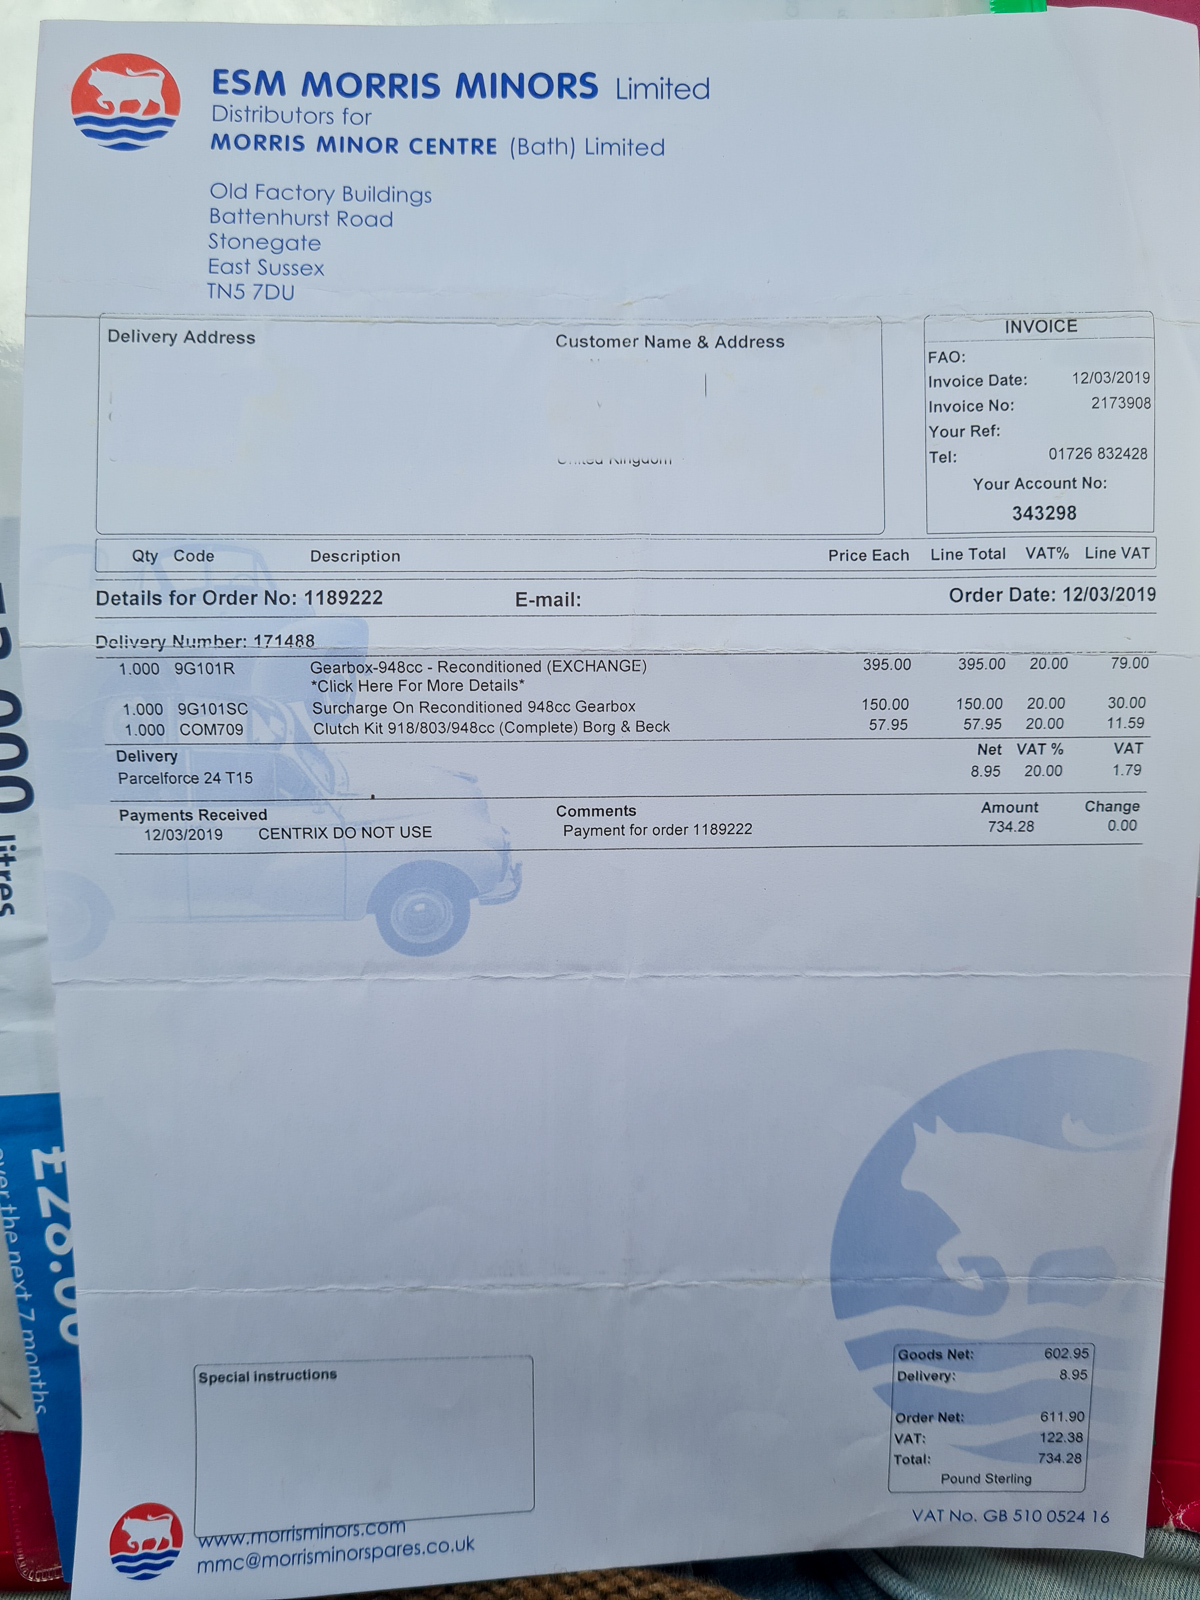 ESM MORRIS MINORS Limited
Distributors for
MORRIS MINOR CENTRE (Bath) Limited
Old Factory Buildings
Battenhurst Road
Stonegate
East Sussex
TN5 7DU
Delivery Address
Customer Name & Address
United Kingdom
INVOICE
FAO:
Invoice Date: 12/03/2019
Invoice No: 2173908
Your Ref:
Tel: 01726 832428
Your Account No:
343298
Qty Code Description Price Each Line Total VAT% Line VAT
Details for Order No: 1189222 E-mail: Order Date: 12/03/2019
Delivery Number: 171488
1.000 9G101R Gearbox-948cc - Reconditioned (EXCHANGE) 395.00 395.00 20.00 79.00
*Click Here For More Details*
1.000 9G101SC Surcharge On Reconditioned 948cc Gearbox 150.00 150.00 20.00 30.00
1.000 COM709 Clutch Kit 918/803/948cc (Complete) Borg & Beck 57.95 57.95 20.00 11.59
Delivery Net VAT % VAT
Parcelforce 24 T15 8.95 20.00 1.79
Payments Received Comments Amount Change
12/03/2019 CENTRIX DO NOT USE Payment for order 1189222 734.28 0.00
Special instructions
Goods Net: 602.95
Delivery: 8.95
Order Net: 611.90
VAT: 122.38
Total: 734.28
Pound Sterling
VAT No. GB 510 0524 16
www.morrisminors.com
mmc@morrisminorspares.co.uk
litres
£28.00
over the next 7 months